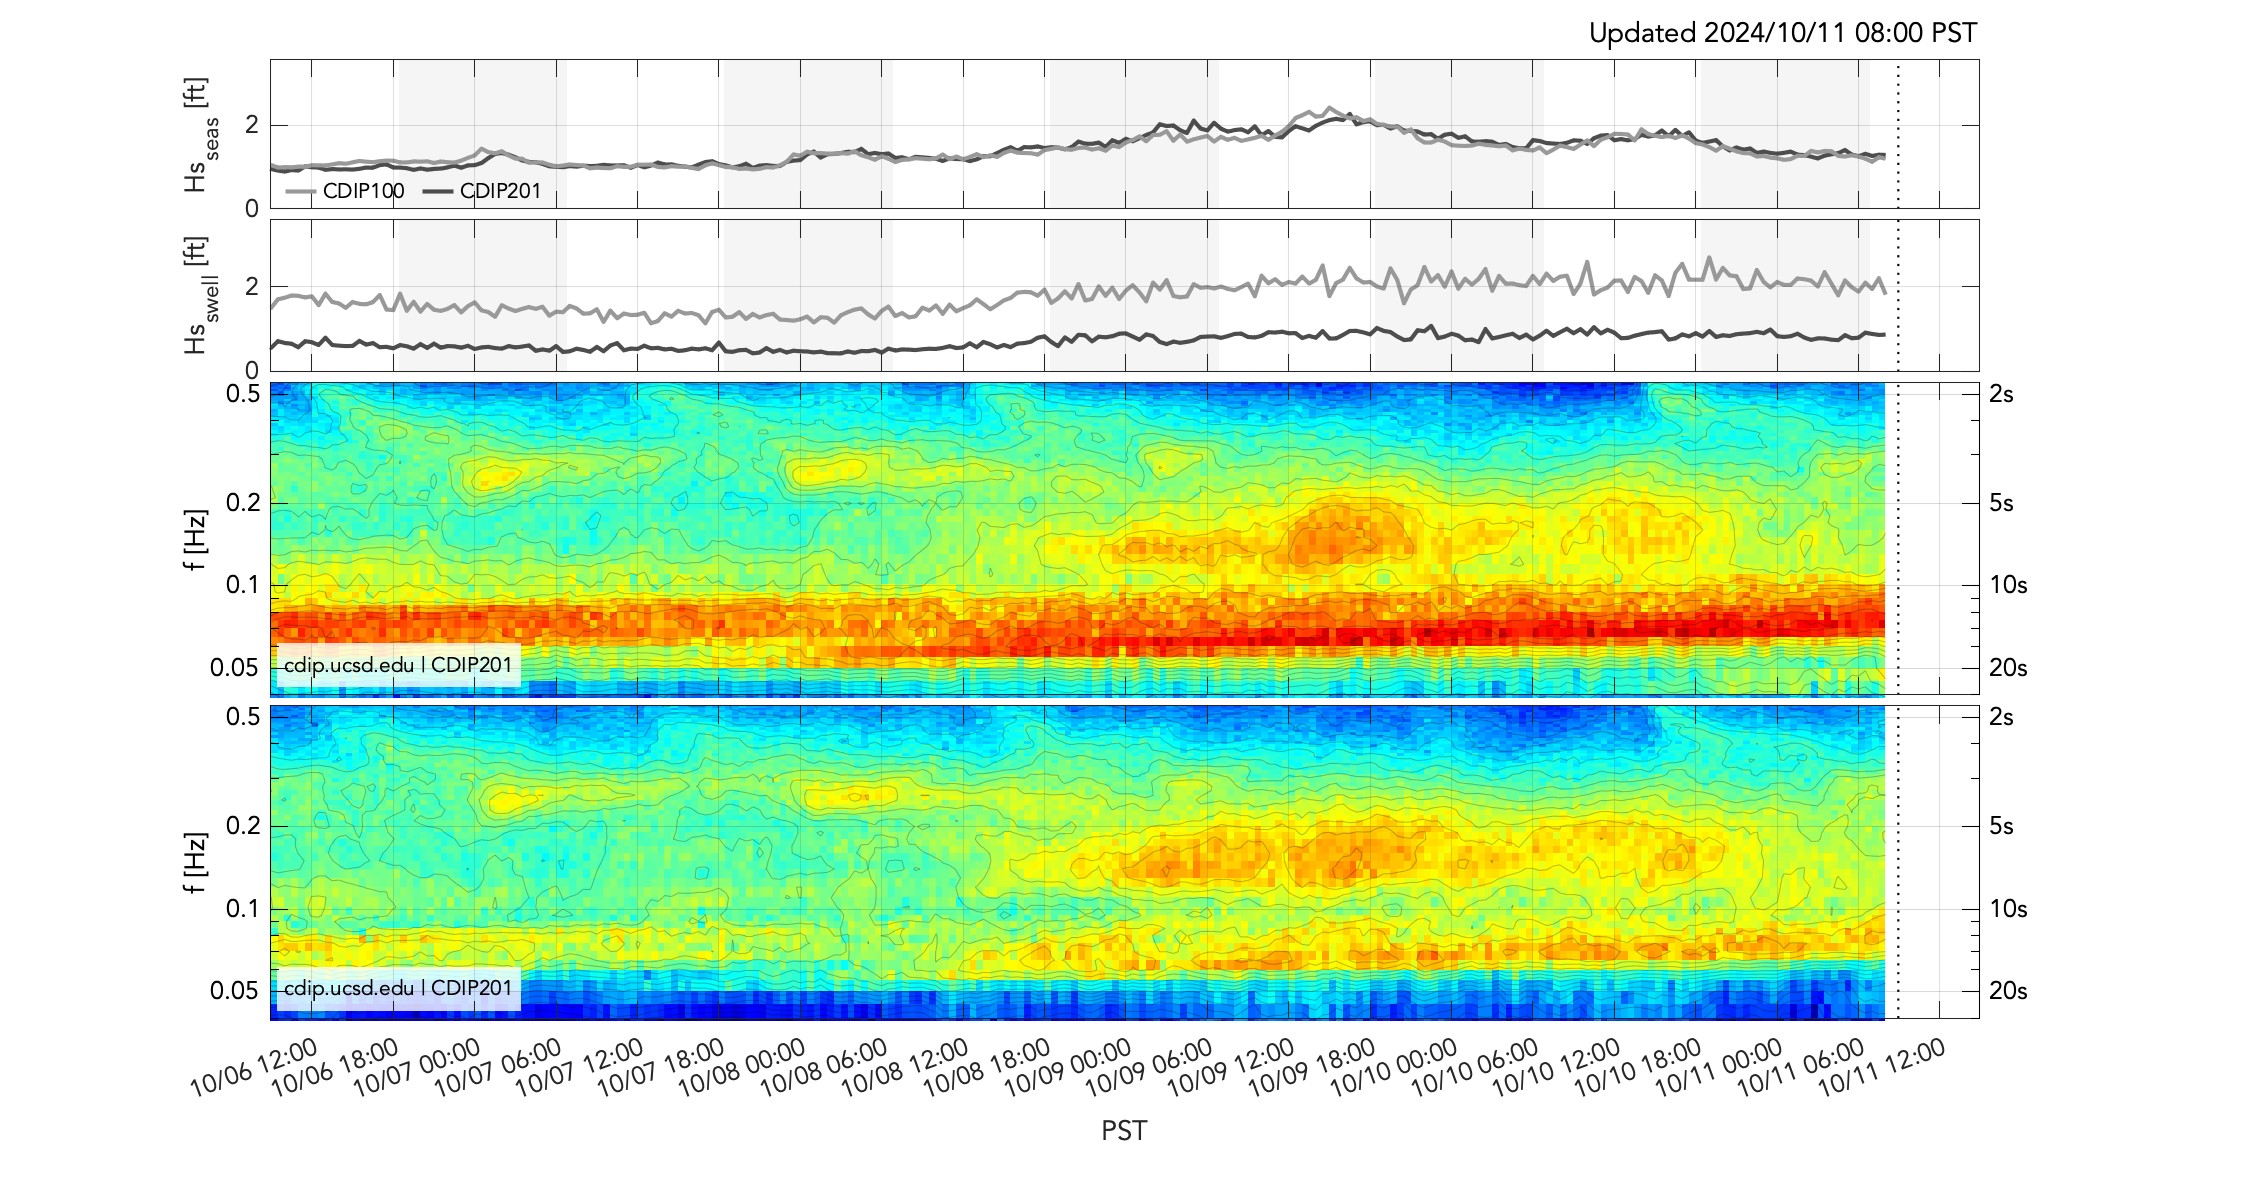 Updated 2024/10/11 08:00 PST
Hs seas [ft]
2
0
CDIP100 CDIP201
Hs swell [ft]
2
0
f [Hz]
0.5
0.2
0.1
0.05
2s
5s
10s
20s
cdip.ucsd.edu | CDIP201
f [Hz]
0.5
0.2
0.1
0.05
2s
5s
10s
20s
cdip.ucsd.edu | CDIP201
10/06 12:00
10/06 18:00
10/07 00:00
10/07 06:00
10/07 12:00
10/07 18:00
10/08 00:00
10/08 06:00
10/08 12:00
10/08 18:00
10/09 00:00
10/09 06:00
10/09 12:00
10/09 18:00
10/10 00:00
10/10 06:00
10/10 12:00
10/10 18:00
10/11 00:00
10/11 06:00
10/11 12:00
PST